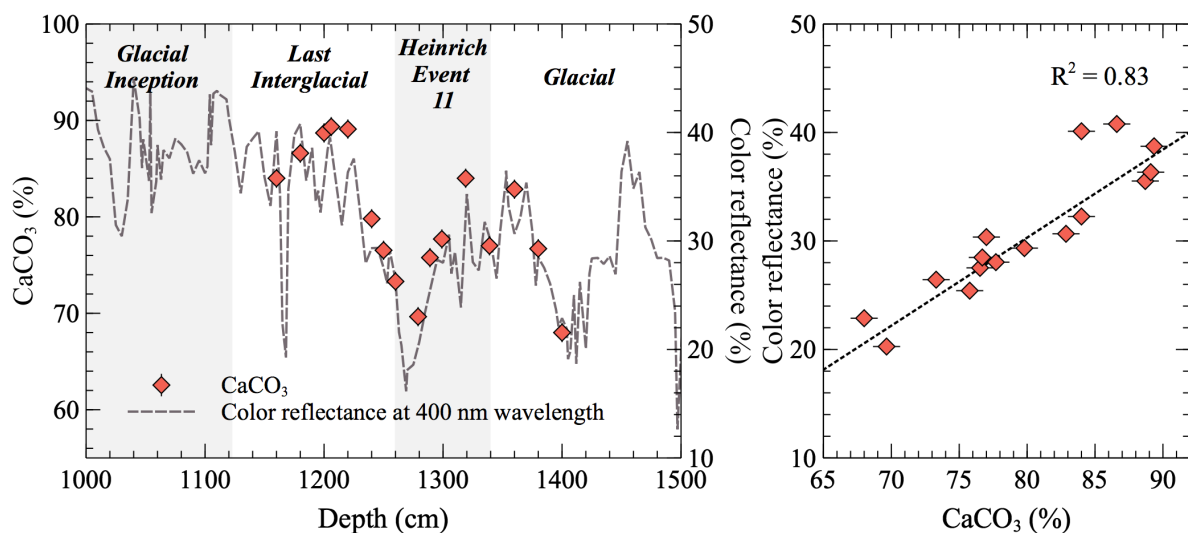 100
90
80
70
60
CaCO₃ (%)
Glacial
Inception
Last
Interglacial
Heinrich
Event
11
Glacial
CaCO₃
Color reflectance at 400 nm wavelength
1000
1100
1200
1300
1400
1500
Depth (cm)
50
40
30
20
10
Color reflectance (%)
50
40
30
20
10
Color reflectance (%)
R² = 0.83
65
70
75
80
85
90
CaCO₃ (%)